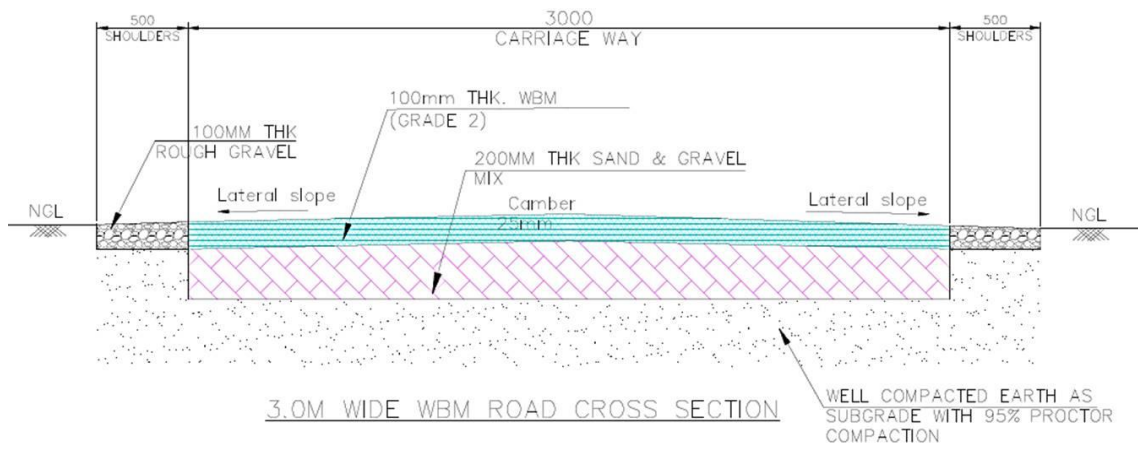 500
SHOULDERS
3000
CARRIAGE WAY
500
SHOULDERS
100mm THK. WBM
(GRADE 2)
100MM THK
ROUGH GRAVEL
200MM THK SAND & GRAVEL
MIX
Lateral slope
Camber
25mm
Lateral slope
NGL
NGL
3.0M WIDE WBM ROAD CROSS SECTION
WELL COMPACTED EARTH AS
SUBGRADE WITH 95% PROCTOR
COMPACTION